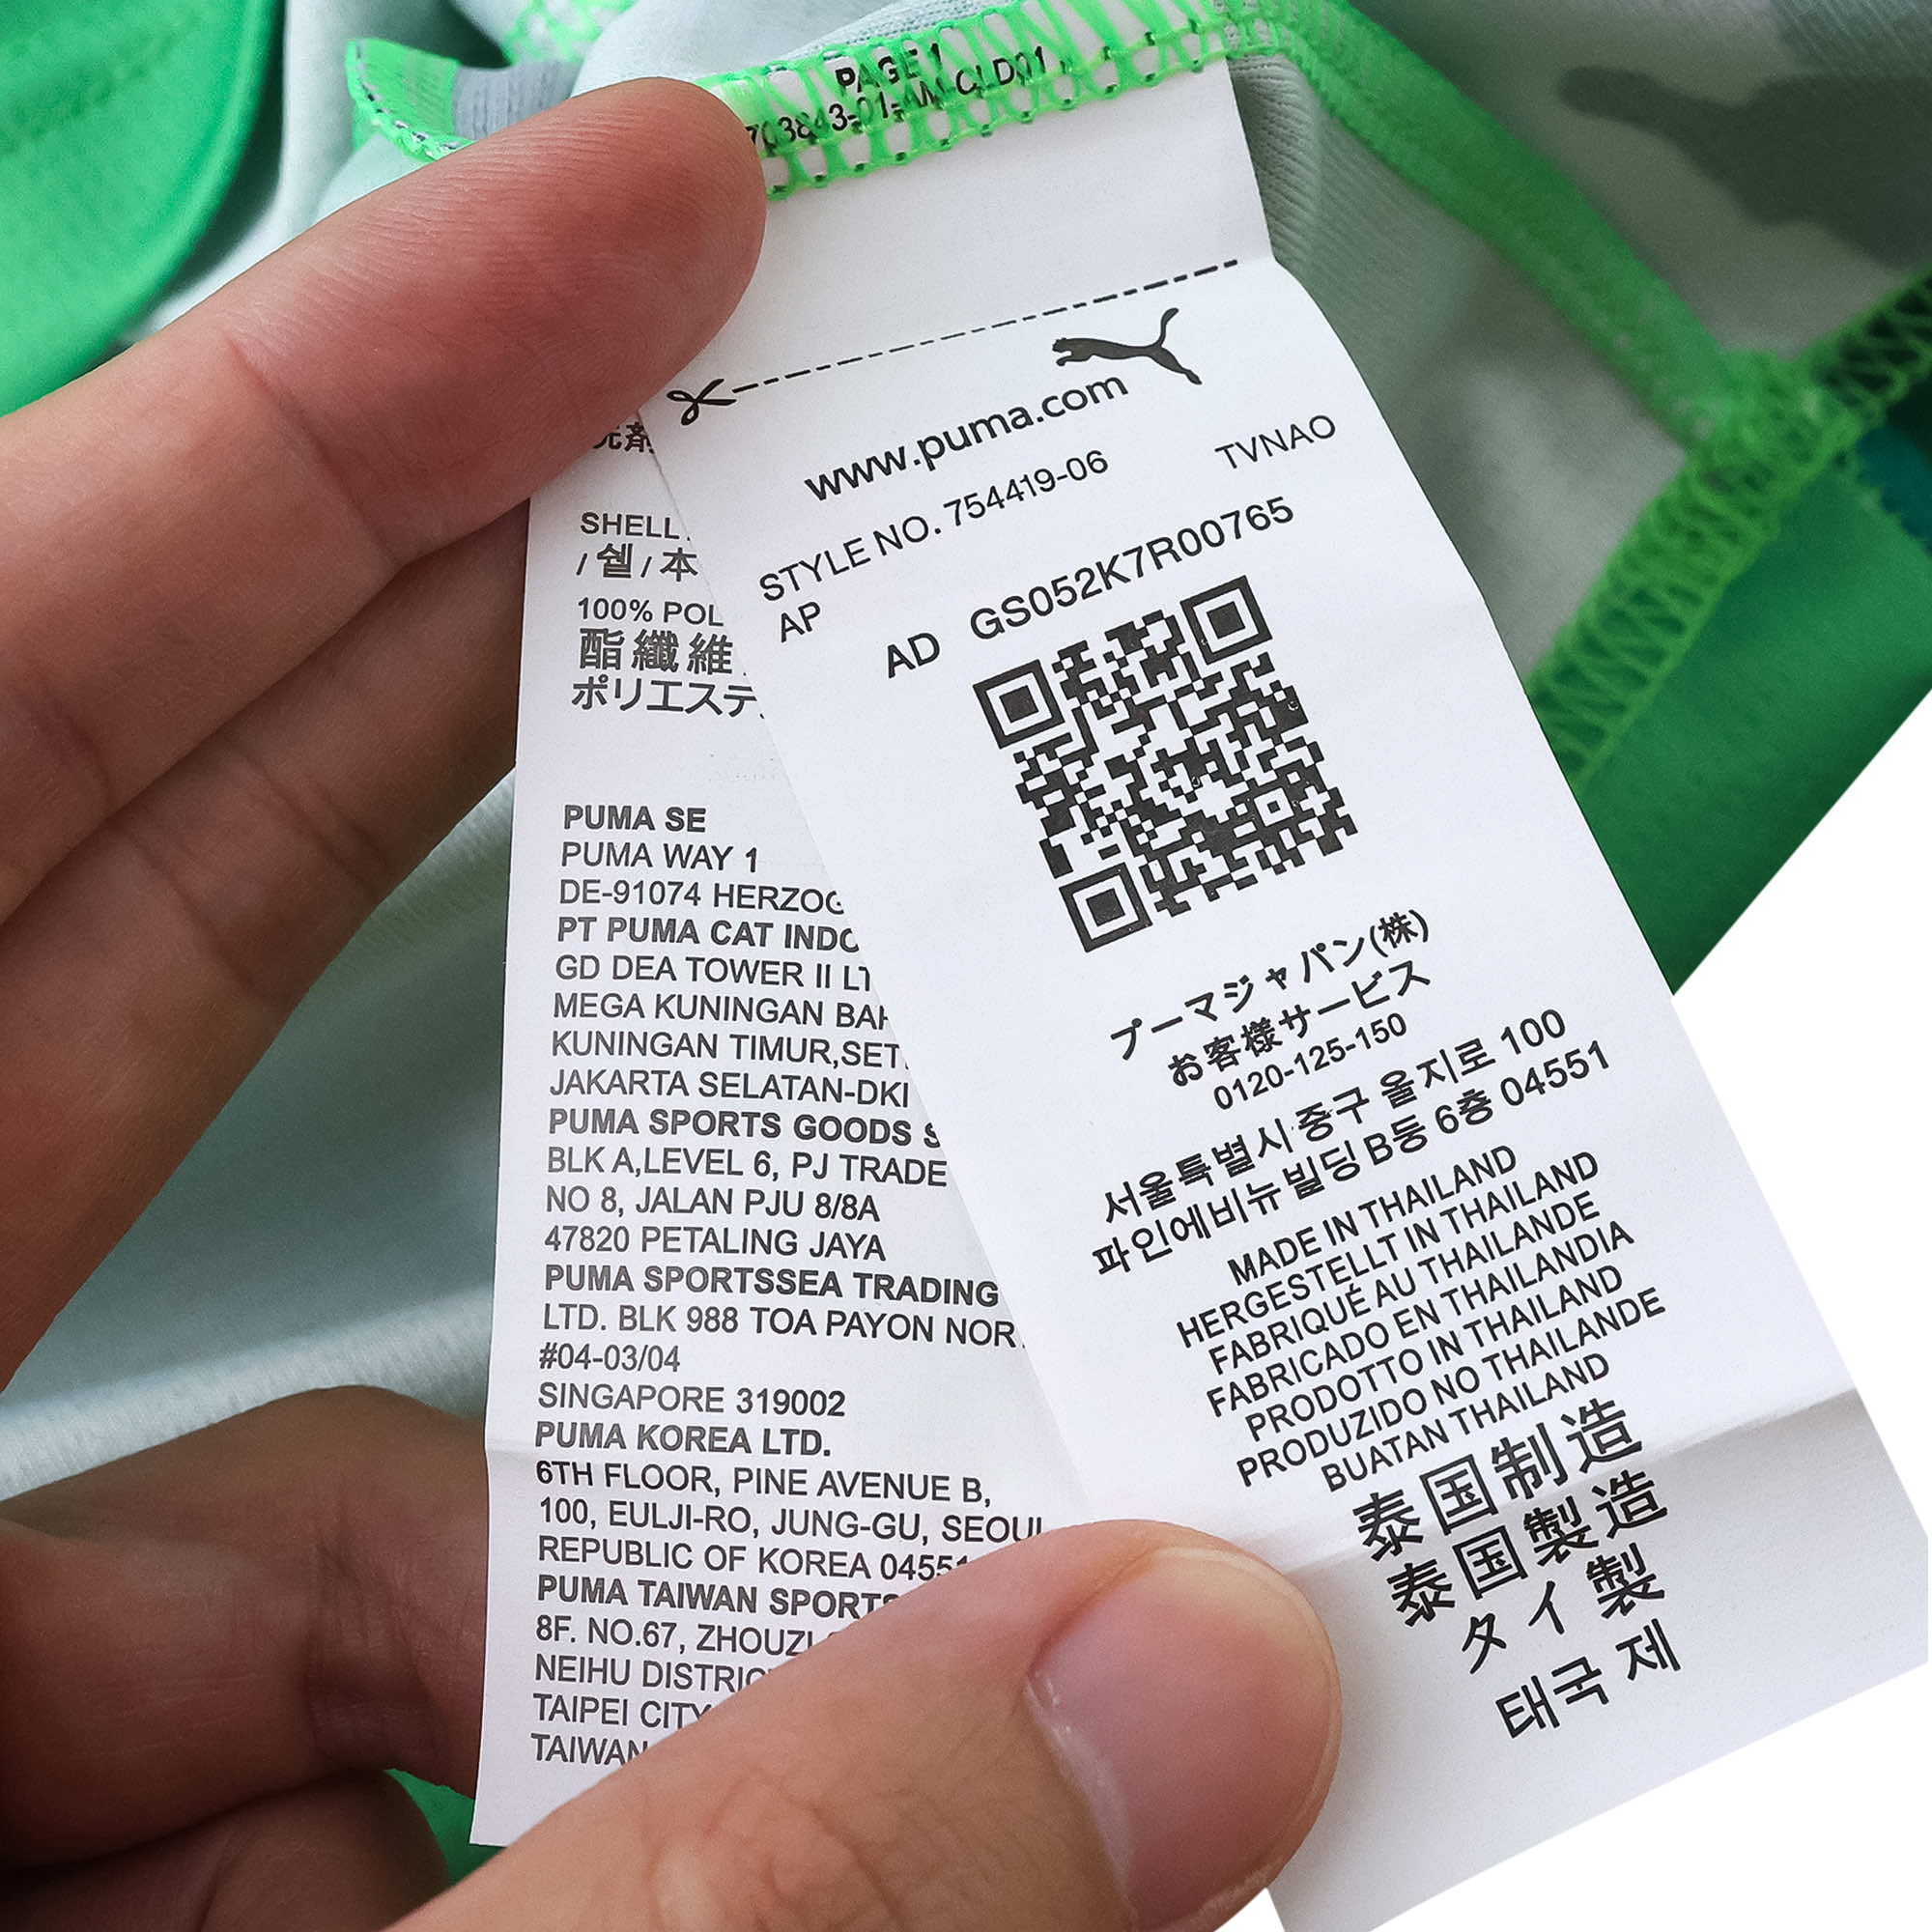 PAGE 1
703843-01-1M CLD01
www.puma.com
STYLE NO. 754419-06 TVNAO
AP
AD GS052K7R00765
プーマジャパン(株)
お客様サービス
0120-125-150
서울특별시 중구 을지로 100
파인에비뉴빌딩 B동 6층 04551
MADE IN THAILAND
HERGESTELLT IN THAILAND
FABRIQUÉ AU THAILANDE
FABRICADO EN THAILANDIA
PRODOTTO IN THAILAND
PRODUZIDO NO THAILANDE
BUATAN THAILAND
泰国制造
泰国製造
タイ製
태국 제
SHELL
/ 쉘 / 本
100% POL
酯纖維
ポリエステ
PUMA SE
PUMA WAY 1
DE-91074 HERZOG
PT PUMA CAT INDO
GD DEA TOWER II LT
MEGA KUNINGAN BAR
KUNINGAN TIMUR,SET
JAKARTA SELATAN-DKI
PUMA SPORTS GOODS S
BLK A,LEVEL 6, PJ TRADE
NO 8, JALAN PJU 8/8A
47820 PETALING JAYA
PUMA SPORTSSEA TRADING
LTD. BLK 988 TOA PAYON NOR
#04-03/04
SINGAPORE 319002
PUMA KOREA LTD.
6TH FLOOR, PINE AVENUE B,
100, EULJI-RO, JUNG-GU, SEOUL
REPUBLIC OF KOREA 04551
PUMA TAIWAN SPORTS
8F. NO.67, ZHOUZI
NEIHU DISTRIC
TAIPEI CITY
TAIWAN